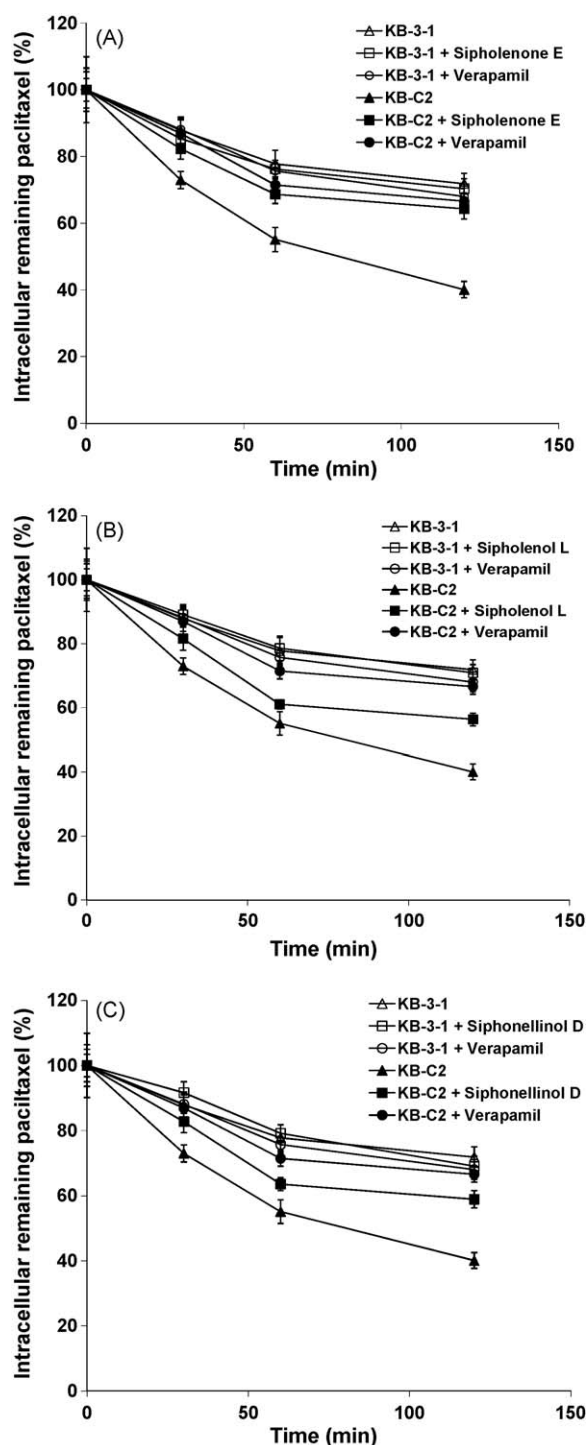 (A)
KB-3-1
KB-3-1 + Sipholenone E
KB-3-1 + Verapamil
KB-C2
KB-C2 + Sipholenone E
KB-C2 + Verapamil
Intracellular remaining paclitaxel (%)
120
100
80
60
40
20
0
0
50
100
150
Time (min)
(B)
KB-3-1
KB-3-1 + Sipholenol L
KB-3-1 + Verapamil
KB-C2
KB-C2 + Sipholenol L
KB-C2 + Verapamil
Intracellular remaining paclitaxel (%)
120
100
80
60
40
20
0
0
50
100
150
Time (min)
(C)
KB-3-1
KB-3-1 + Siphonellinol D
KB-3-1 + Verapamil
KB-C2
KB-C2 + Siphonellinol D
KB-C2 + Verapamil
Intracellular remaining paclitaxel (%)
120
100
80
60
40
20
0
0
50
100
150
Time (min)